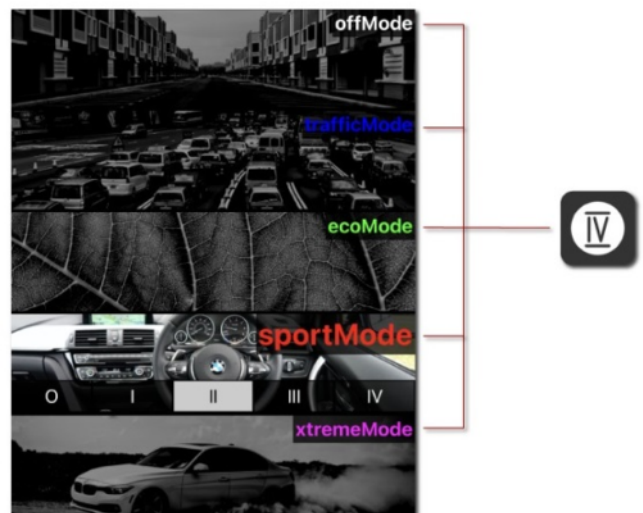 offMode
trafficMode
ecoMode
IV
sportMode
O I II III IV
xtremeMode